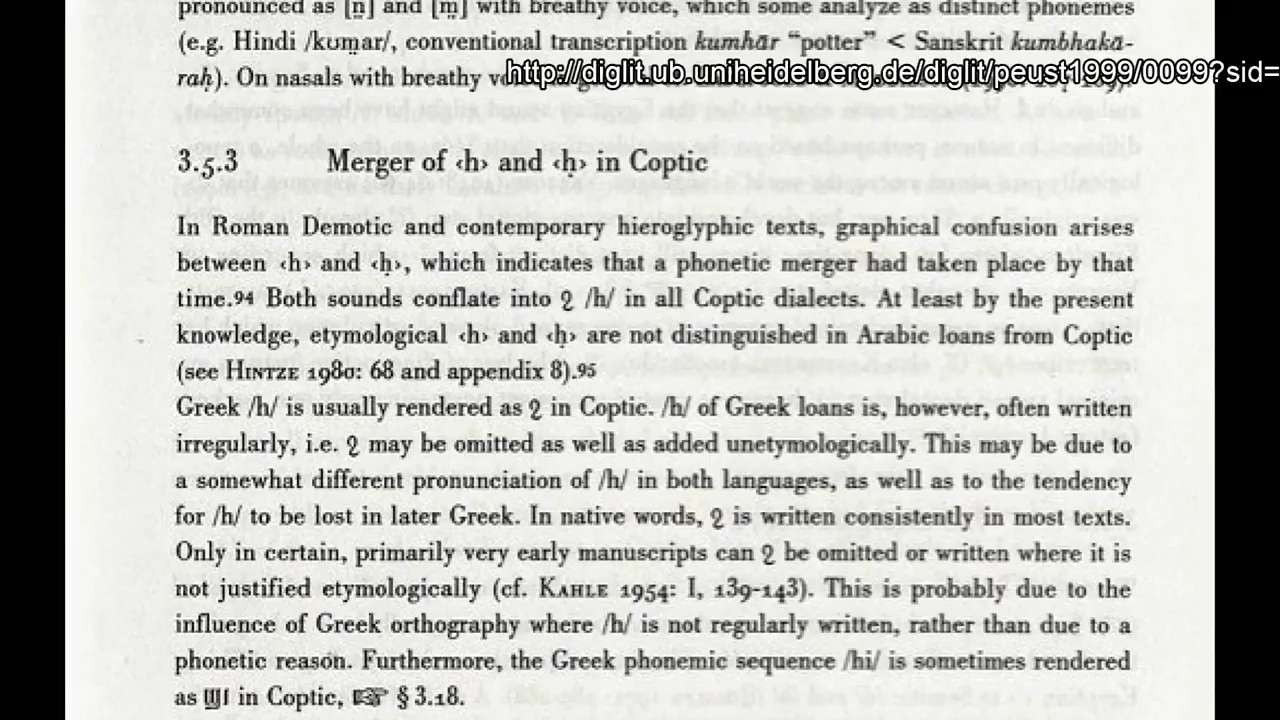 pronounced as [n̤] and [m̤] with breathy voice, which some analyze as distinct phonemes
(e.g. Hindi /kum̤ar/, conventional transcription kumhār “potter” < Sanskrit kumbhakā-
raḥ). On nasals with breathy
http://diglit.ub.uniheidelberg.de/diglit/peust1999/0099?sid=
3.5.3 Merger of ‹h› and ‹ḥ› in Coptic
In Roman Demotic and contemporary hieroglyphic texts, graphical confusion arises
between ‹h› and ‹ḥ›, which indicates that a phonetic merger had taken place by that
time.94 Both sounds conflate into ϩ /h/ in all Coptic dialects. At least by the present
knowledge, etymological ‹h› and ‹ḥ› are not distinguished in Arabic loans from Coptic
(see HINTZE 1980: 68 and appendix 8).95
Greek /h/ is usually rendered as ϩ in Coptic. /h/ of Greek loans is, however, often written
irregularly, i.e. ϩ may be omitted as well as added unetymologically. This may be due to
a somewhat different pronunciation of /h/ in both languages, as well as to the tendency
for /h/ to be lost in later Greek. In native words, ϩ is written consistently in most texts.
Only in certain, primarily very early manuscripts can ϩ be omitted or written where it is
not justified etymologically (cf. KAHLE 1954: I, 139-143). This is probably due to the
influence of Greek orthography where /h/ is not regularly written, rather than due to a
phonetic reason. Furthermore, the Greek phonemic sequence /hi/ is sometimes rendered
as ϣⲓ in Coptic, ☞ § 3.18.